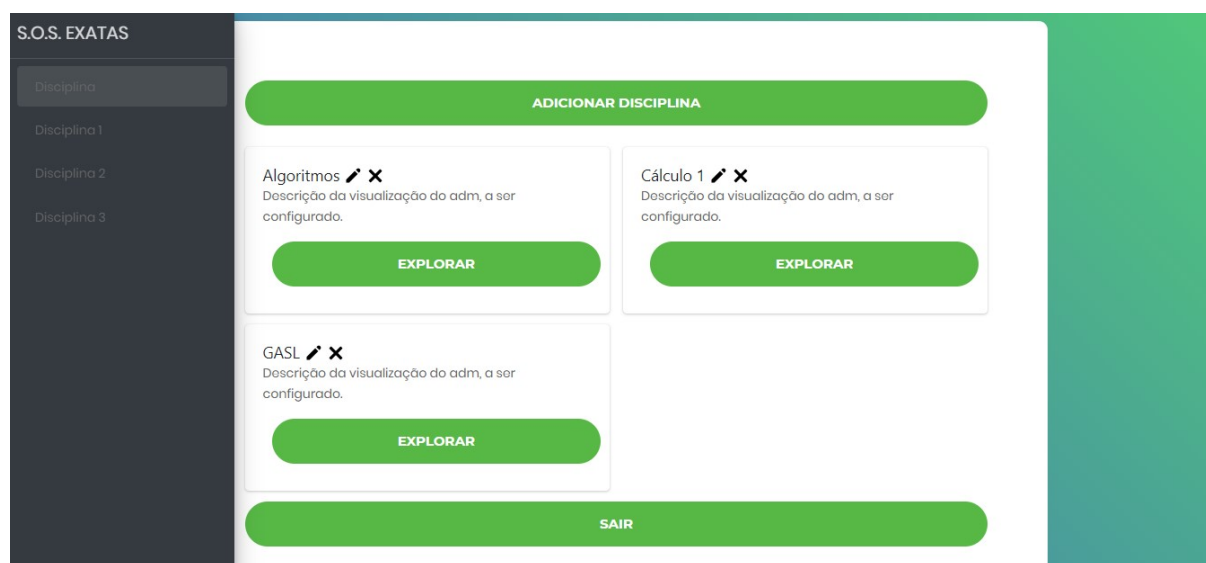 S.O.S. EXATAS
Disciplina
Disciplina 1
Disciplina 2
Disciplina 3
ADICIONAR DISCIPLINA
Algoritmos
Descrição da visualização do adm, a ser
configurado.
EXPLORAR
Cálculo 1
Descrição da visualização do adm, a ser
configurado.
EXPLORAR
GASL
Descrição da visualização do adm, a ser
configurado.
EXPLORAR
SAIR